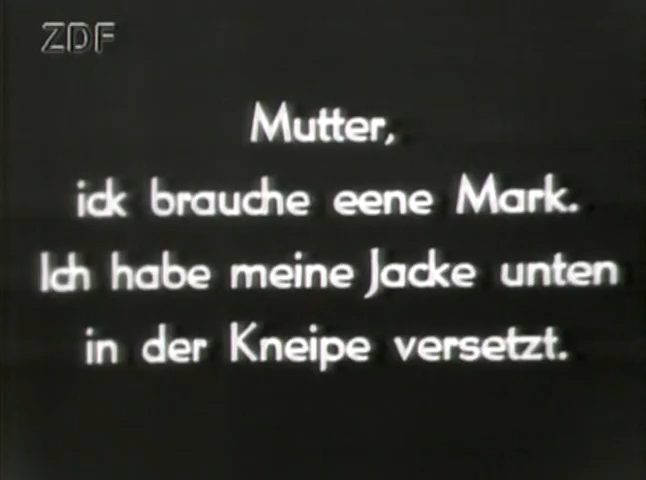 ZDF
Mutter,
ick brauche eene Mark.
Ich habe meine Jacke unten
in der Kneipe versetzt.